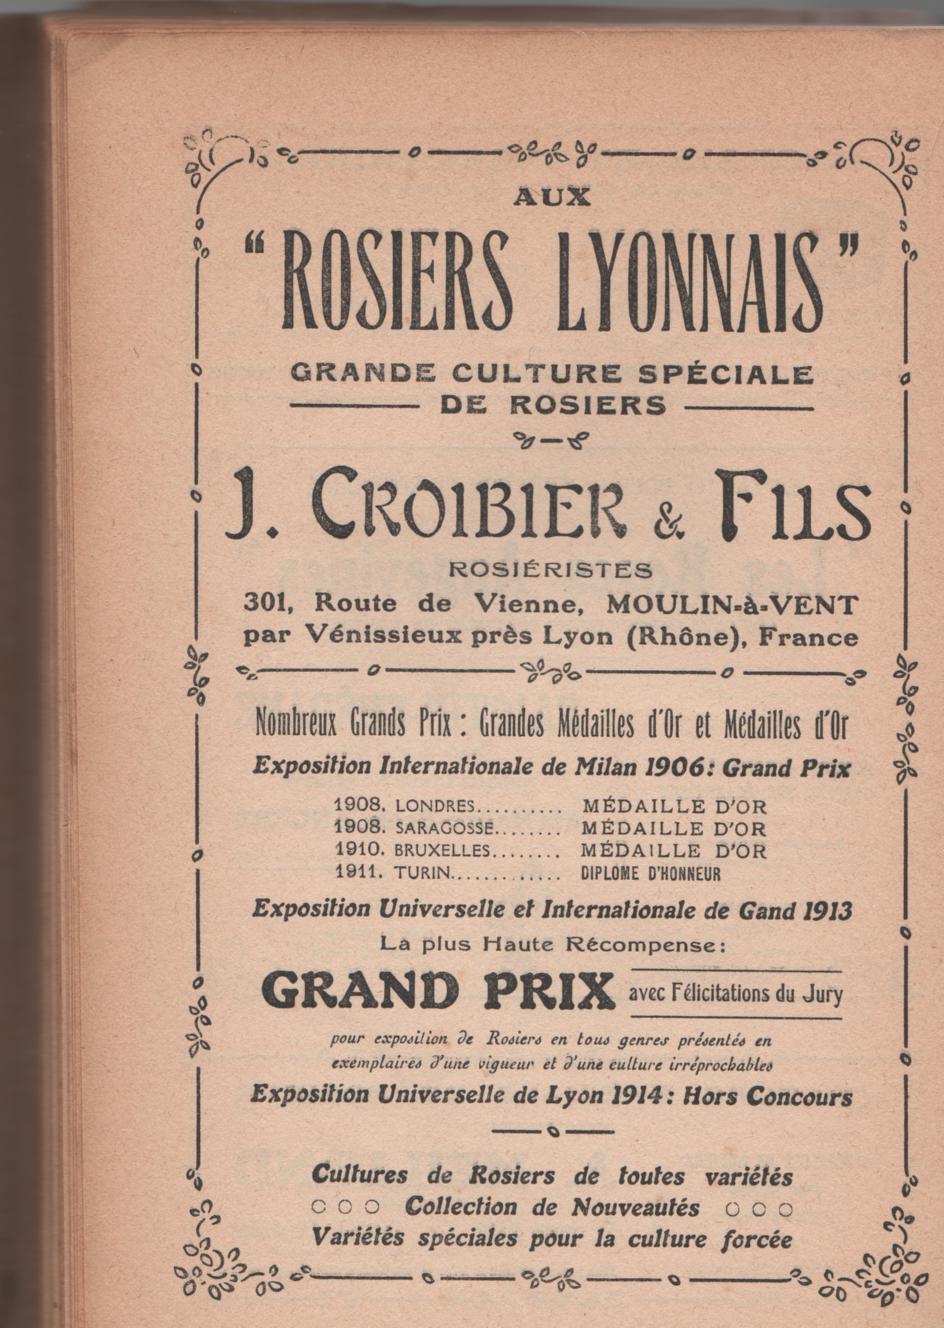 AUX
“ ROSIERS LYONNAIS ”
GRANDE CULTURE SPÉCIALE
DE ROSIERS
J. CROIBIER & FILS
ROSIÉRISTES
301, Route de Vienne, MOULIN-à-VENT
par Vénissieux près Lyon (Rhône), France
Nombreux Grands Prix : Grandes Médailles d'Or et Médailles d'Or
Exposition Internationale de Milan 1906: Grand Prix
1908. LONDRES.......... MÉDAILLE D'OR
1908. SARAGOSSE........ MÉDAILLE D'OR
1910. BRUXELLES........ MÉDAILLE D'OR
1911. TURIN............. DIPLOME D'HONNEUR
Exposition Universelle et Internationale de Gand 1913
La plus Haute Récompense:
GRAND PRIX avec Félicitations du Jury
pour exposition de Rosiers en tous genres présentés en
exemplaires d'une vigueur et d'une culture irréprochables
Exposition Universelle de Lyon 1914: Hors Concours
Cultures de Rosiers de toutes variétés
○ ○ ○ Collection de Nouveautés ○ ○ ○
Variétés spéciales pour la culture forcée